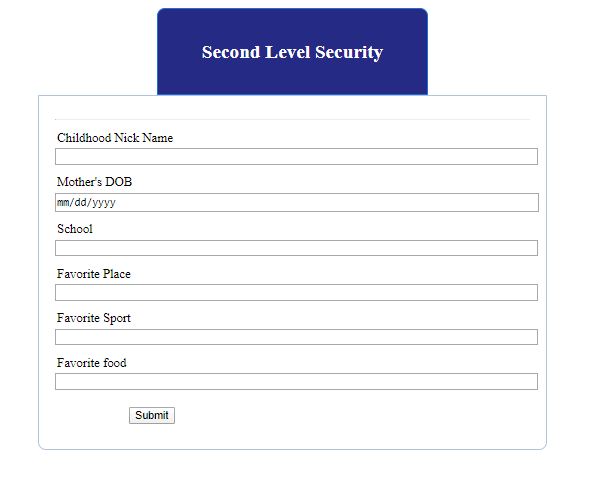 Second Level Security
Childhood Nick Name
Mother's DOB
mm/dd/yyyy
School
Favorite Place
Favorite Sport
Favorite food
Submit